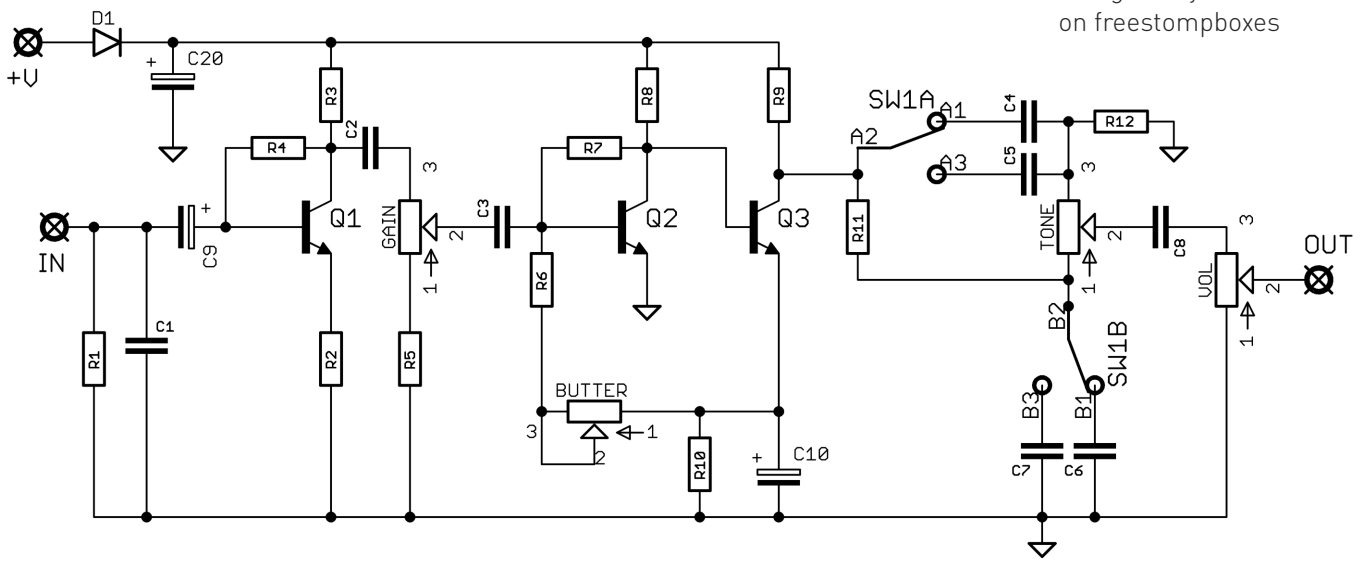 on freestompboxes
D1
+V
+
C20
R3
R8
R9
SW1A
A1
C4
R12
A2
C2
R4
R7
C5
A3
3
3
Q1
GAIN
C3
Q2
Q3
R11
TONE
2
2
C8
3
IN
+
C9
R6
1
1
VOL
2
OUT
B2
SW1B
1
R1
C1
R2
R5
BUTTER
3
1
2
B3
B1
R10
+
C10
C7
C6